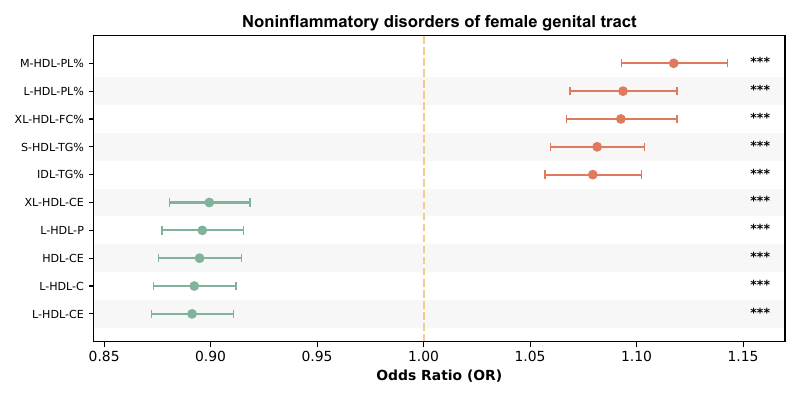 Noninflammatory disorders of female genital tract
M-HDL-PL% ***
L-HDL-PL% ***
XL-HDL-FC% ***
S-HDL-TG% ***
IDL-TG% ***
XL-HDL-CE ***
L-HDL-P ***
HDL-CE ***
L-HDL-C ***
L-HDL-CE ***
0.85 0.90 0.95 1.00 1.05 1.10 1.15
Odds Ratio (OR)